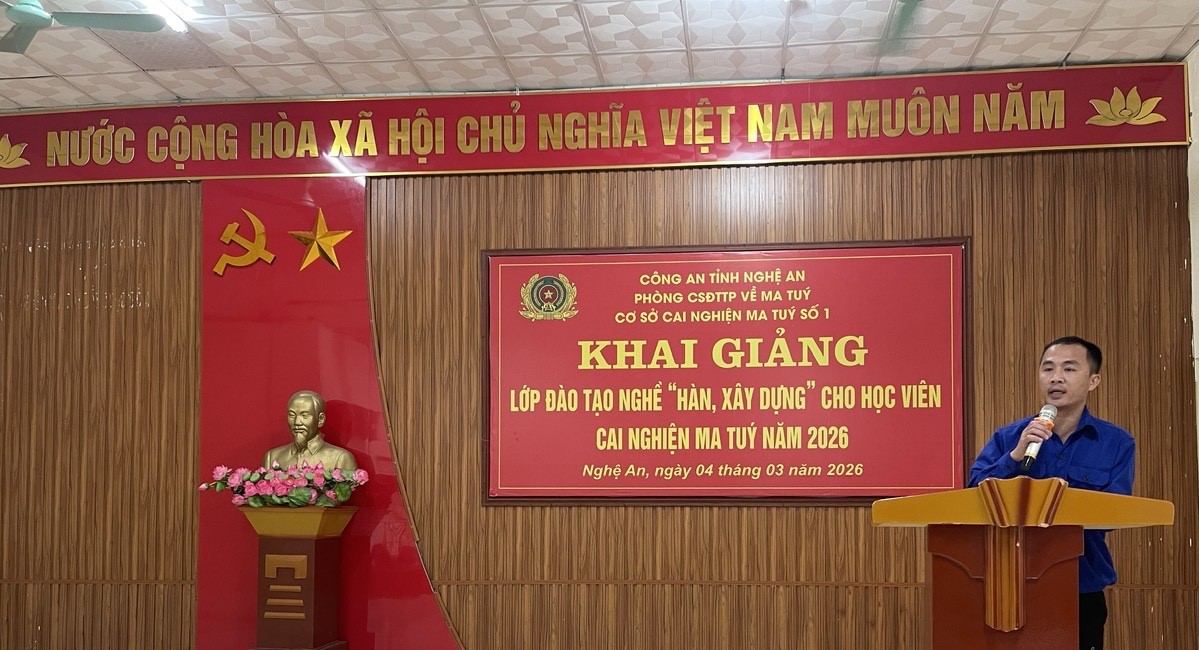 NƯỚC CỘNG HÒA XÃ HỘI CHỦ NGHĨA VIỆT NAM MUÔN NĂM
CÔNG AN TỈNH NGHỆ AN
PHÒNG CSĐTTP VỀ MA TUÝ
CƠ SỞ CAI NGHIỆN MA TUÝ SỐ 1
KHAI GIẢNG
LỚP ĐÀO TẠO NGHỀ “HÀN, XÂY DỰNG” CHO HỌC VIÊN
CAI NGHIỆN MA TUÝ NĂM 2026
Nghệ An, ngày 04 tháng 03 năm 2026